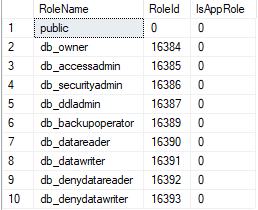 RoleName RoleId IsAppRole
1 public 0 0
2 db_owner 16384 0
3 db_accessadmin 16385 0
4 db_securityadmin 16386 0
5 db_ddladmin 16387 0
6 db_backupoperator 16389 0
7 db_datareader 16390 0
8 db_datawriter 16391 0
9 db_denydatareader 16392 0
10 db_denydatawriter 16393 0